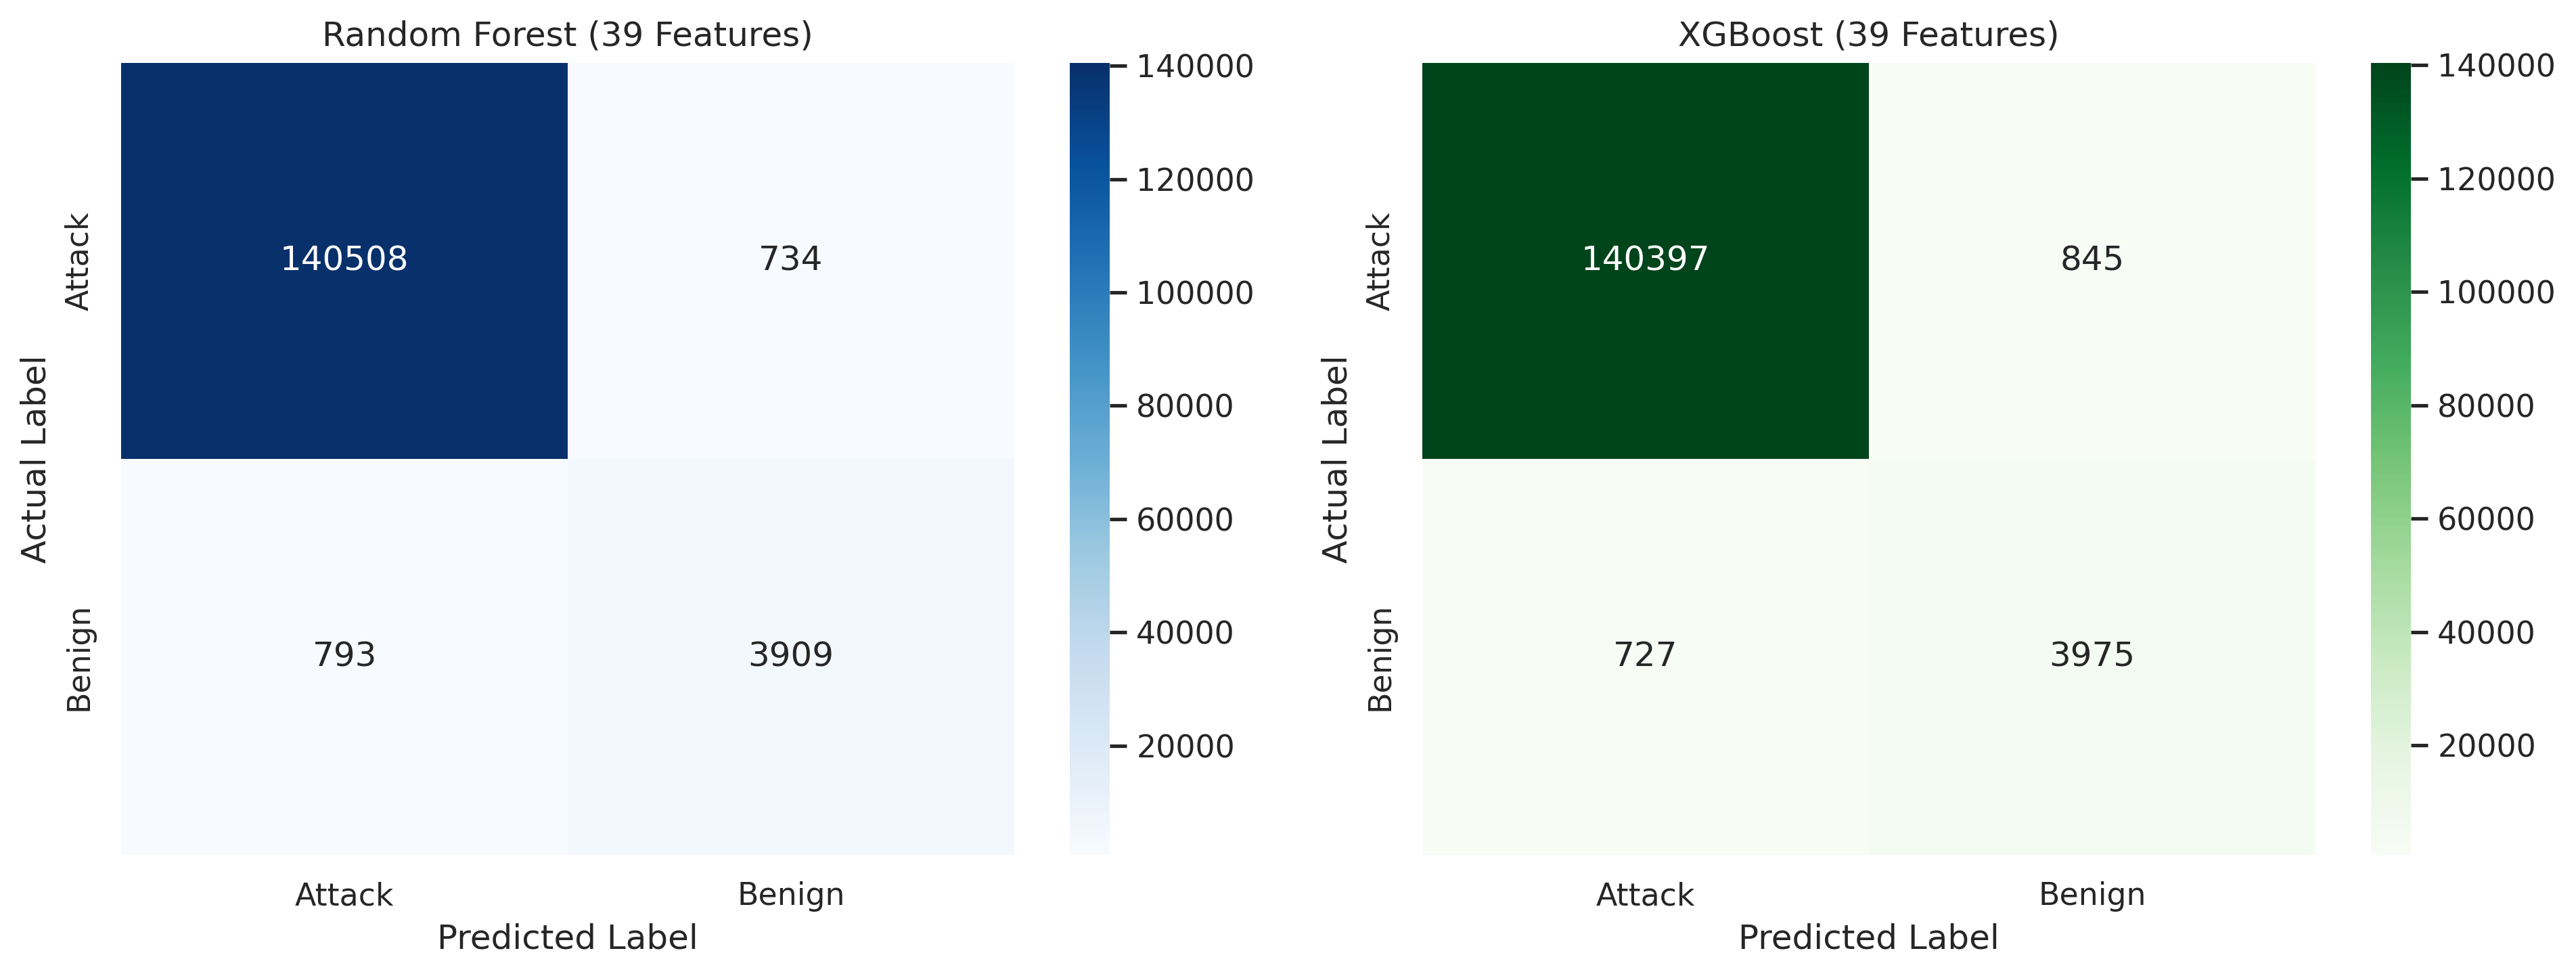 Random Forest (39 Features)
Actual Label
Attack
Benign
140508
734
793
3909
Attack
Benign
Predicted Label
140000
120000
100000
80000
60000
40000
20000
XGBoost (39 Features)
Actual Label
Attack
Benign
140397
845
727
3975
Attack
Benign
Predicted Label
140000
120000
100000
80000
60000
40000
20000